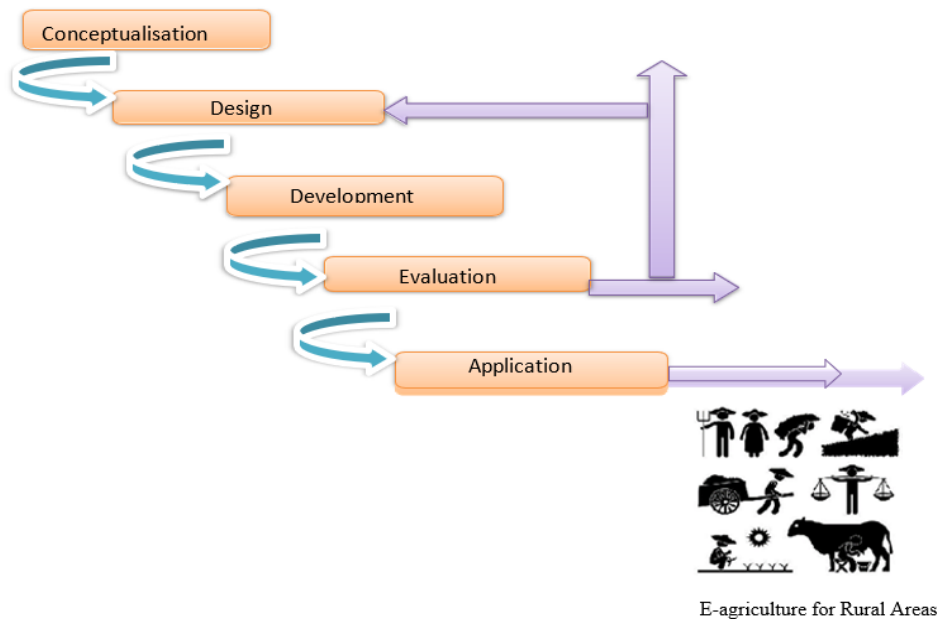 Conceptualisation
Design
Development
Evaluation
Application
E-agriculture for Rural Areas